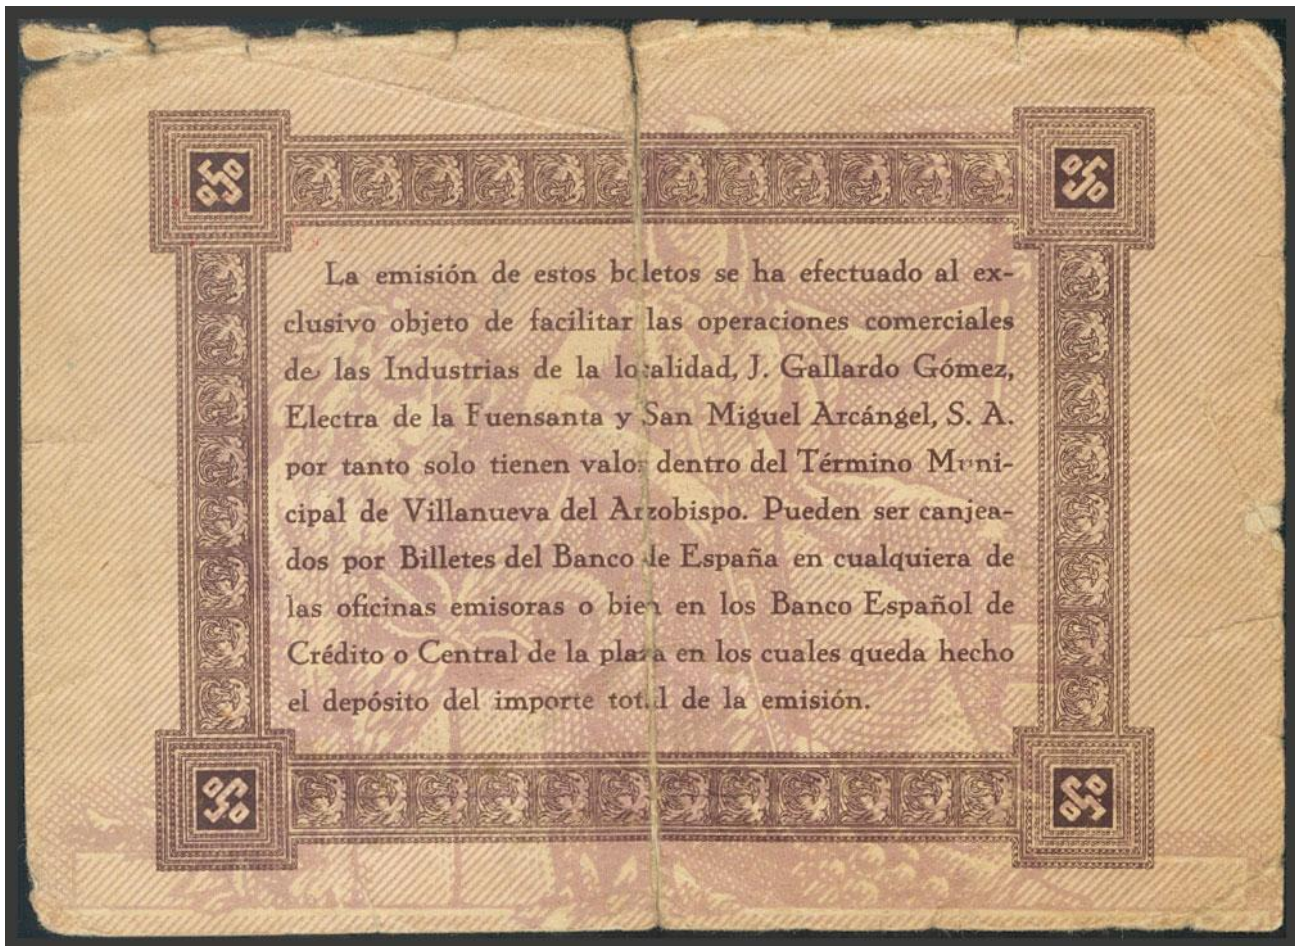 La emisión de estos boletos se ha efectuado al ex-
clusivo objeto de facilitar las operaciones comerciales
de las Industrias de la localidad, J. Gallardo Gómez,
Electra de la Fuensanta y San Miguel Arcángel, S. A.
por tanto solo tienen valor dentro del Término Muni-
cipal de Villanueva del Arzobispo. Pueden ser canjea-
dos por Billetes del Banco de España en cualquiera de
las oficinas emisoras o bien en los Banco Español de
Crédito o Central de la plaza en los cuales queda hecho
el depósito del importe total de la emisión.